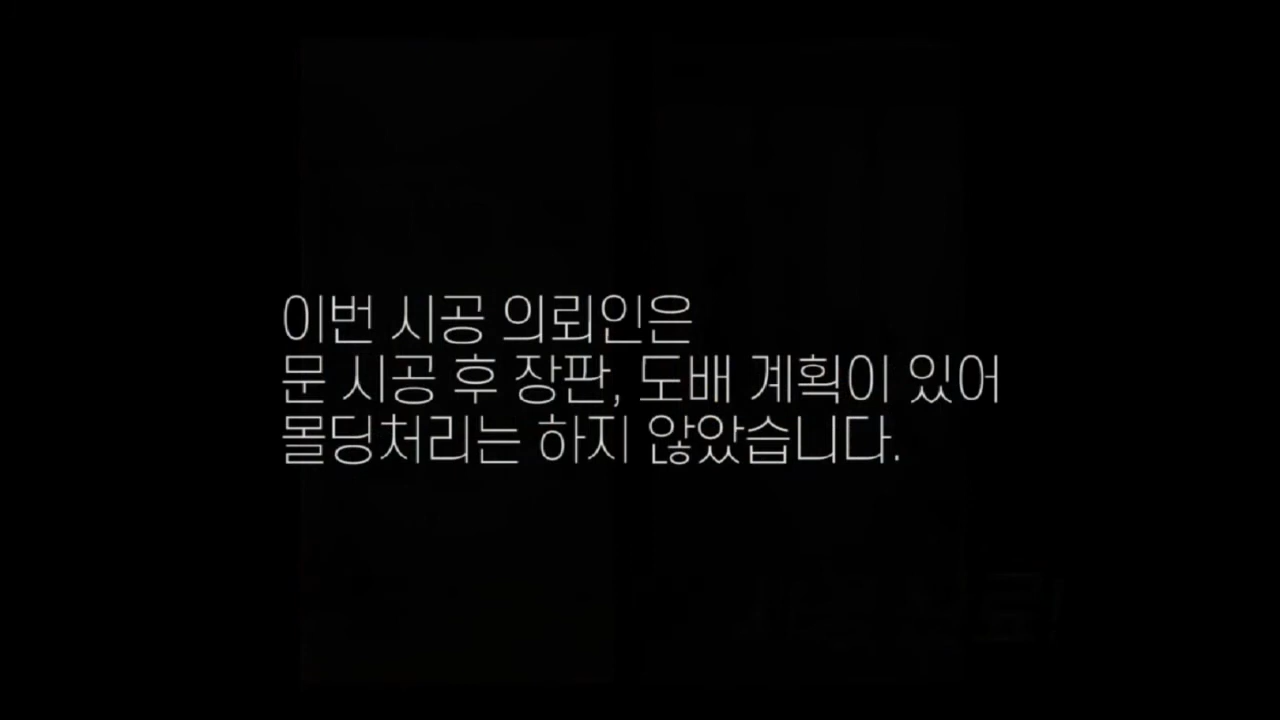 이번 시공 의뢰인은
문 시공 후 장판, 도배 계획이 있어
몰딩처리는 하지 않았습니다.